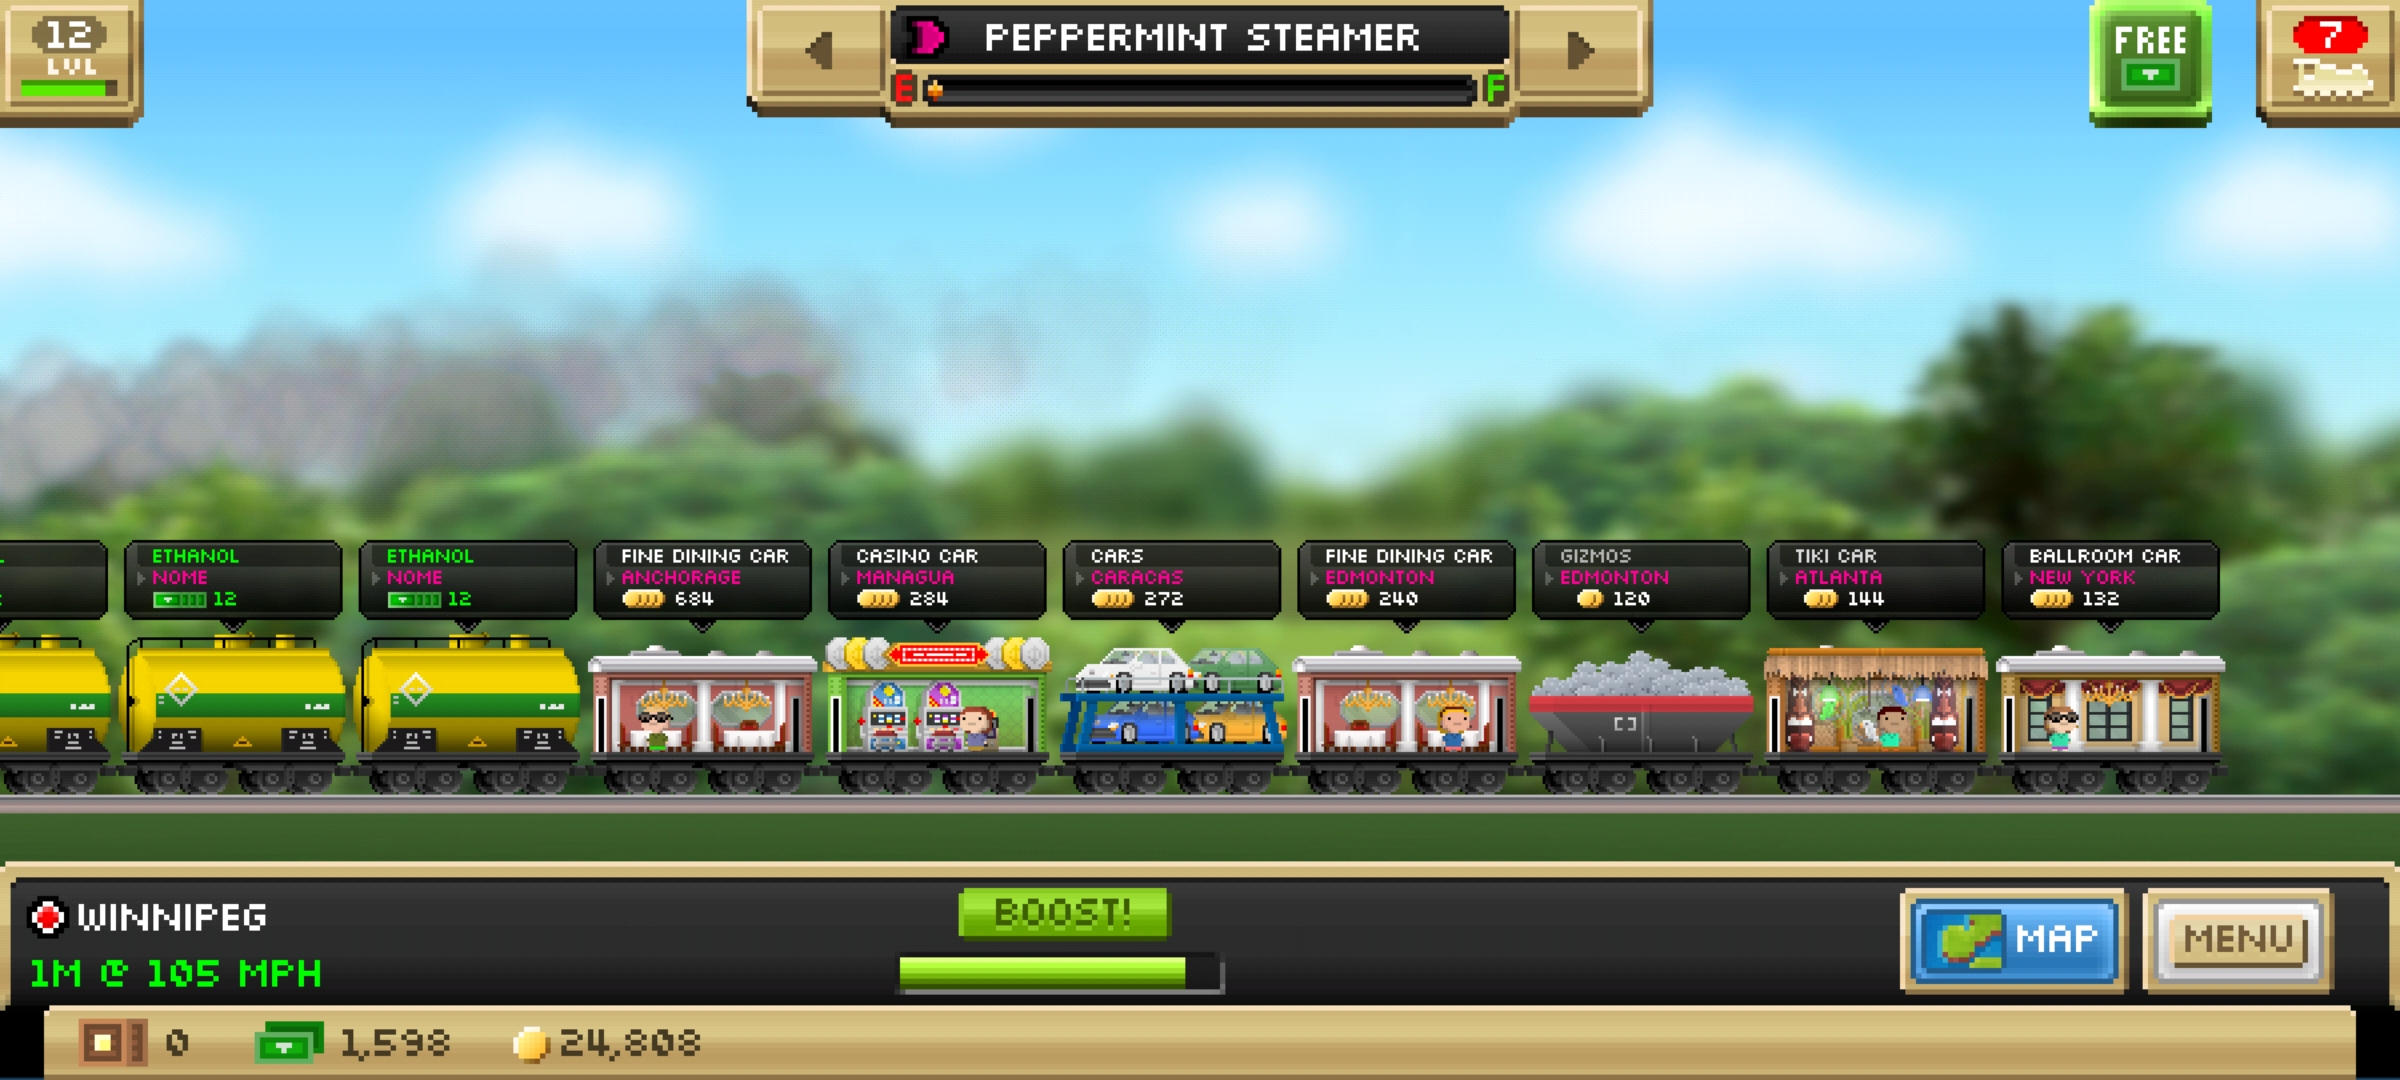 12
LVL
PEPPERMINT STEAMER
E F
FREE
7
ETHANOL
NOME
12
ETHANOL
NOME
12
FINE DINING CAR
ANCHORAGE
684
CASINO CAR
MANAGUA
284
CARS
CARACAS
272
FINE DINING CAR
EDMONTON
240
GIZMOS
EDMONTON
120
TIKI CAR
ATLANTA
144
BALLROOM CAR
NEW YORK
132
WINNIPEG
1M @ 105 MPH
BOOST!
MAP
MENU
0
1,598
24,808